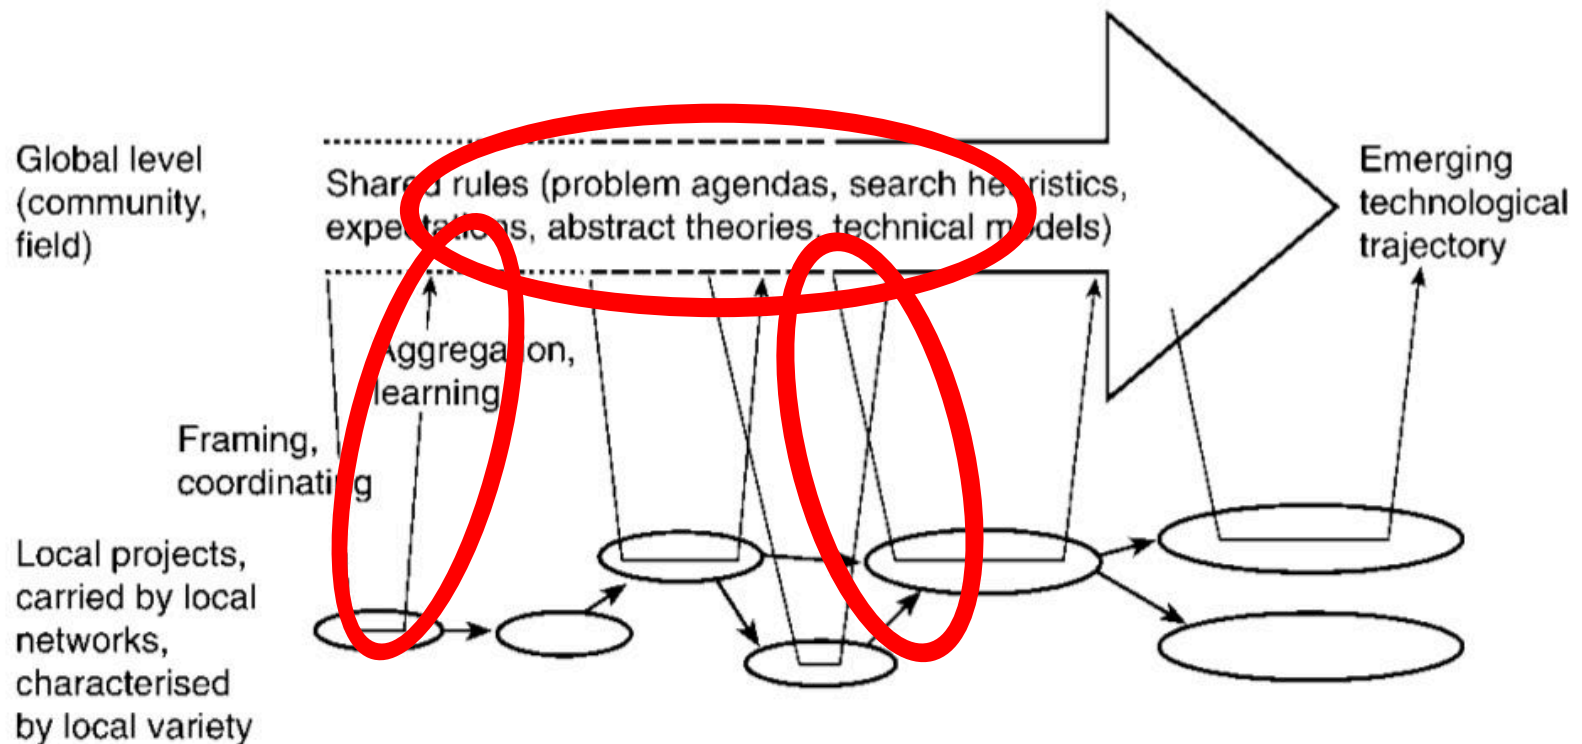 Global level
(community,
field)
Shared rules (problem agendas, search heuristics,
expectations, abstract theories, technical models)
Emerging
technological
trajectory
Aggregation,
learning
Framing,
coordinating
Local projects,
carried by local
networks,
characterised
by local variety